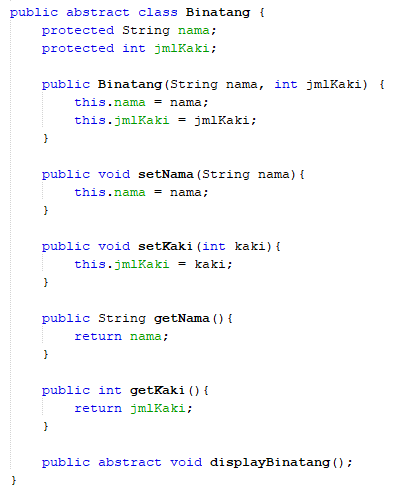 public abstract class Binatang {
    protected String nama;
    protected int jmlKaki;

    public Binatang(String nama, int jmlKaki) {
        this.nama = nama;
        this.jmlKaki = jmlKaki;
    }

    public void setNama(String nama){
        this.nama = nama;
    }

    public void setKaki(int kaki){
        this.jmlKaki = kaki;
    }

    public String getNama(){
        return nama;
    }

    public int getKaki(){
        return jmlKaki;
    }

    public abstract void displayBinatang();
}